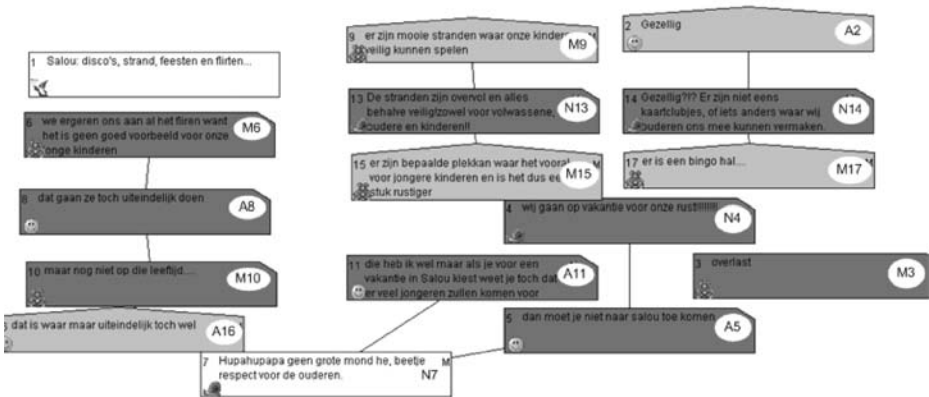 1 Salou: disco's, strand, feesten en flirten...
9 er zijn mooie stranden waar onze kindere M
veilig kunnen spelen
M9
2 Gezellig
A2
6 we ergeren ons aan al het fliren want
het is geen goed voorbeeld voor onze
jonge kinderen
M6
13 De stranden zijn overvol en alles
behalve veilig!zowel voor volwassene,
oudere en kinderen!!
N13
14 Gezellig?!? Er zijn niet eens
kaartclubjes, of iets anders waar wij
ouderen ons mee kunnen vermaken.
N14
15 er zijn bepaalde plekkan waar het vooral M
voor jongere kinderen en is het dus ee
stuk rustiger
M15
17 er is een bingo hal.... M
M17
8 dat gaan ze toch uiteindelijk doen
A8
4 wij gaan op vakantie voor onze rust!!!!!!!!!
N4
10 maar nog niet op die leeftijd.....
M10
11 die heb ik wel maar als je voor een
vakantie in Salou kiest weet je toch dat
er veel jongeren zullen komen voor
A11
3 overlast
M3
dat is waar maar uiteindelijk toch wel
A16
5 dan moet je niet naar salou toe komen
A5
7 Hupahupapa geen grote mond he, beetje M
respect voor de ouderen. N7